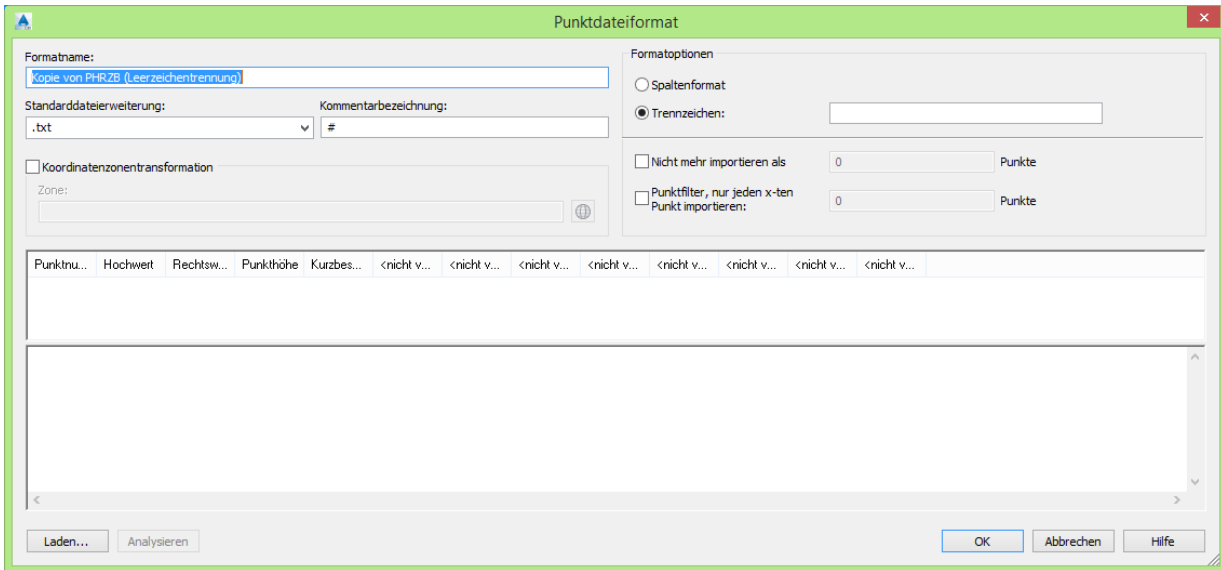 Punktdateiformat
Formatname:
Kopie von PHRZB (Leerzeichentrennung)
Standarddateierweiterung:
Kommentarbezeichnung:
.txt
#
Koordinatenzonentransformation
Zone:
Formatoptionen
Spaltenformat
Trennzeichen:
Nicht mehr importieren als
0
Punkte
Punktfilter, nur jeden x-ten
Punkt importieren:
0
Punkte
Punktnu... Hochwert Rechtsw... Punkthöhe Kurzbes... <nicht v... <nicht v... <nicht v... <nicht v... <nicht v... <nicht v... <nicht v... <nicht v...
Laden... Analysieren OK Abbrechen Hilfe